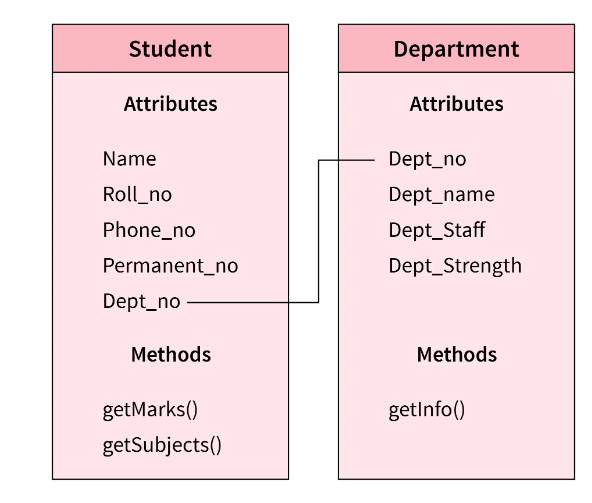 Student
Attributes
Name
Roll_no
Phone_no
Permanent_no
Dept_no
Methods
getMarks()
getSubjects()
Department
Attributes
Dept_no
Dept_name
Dept_Staff
Dept_Strength
Methods
getInfo()